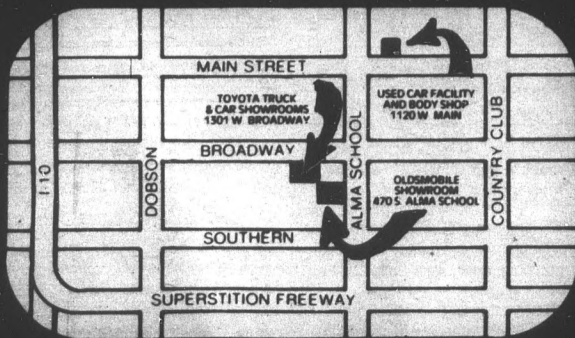 MAIN STREET
TOYOTA TRUCK
& CAR SHOWROOMS
1301 W BROADWAY
USED CAR FACILITY
AND BODY SHOP
1120 W MAIN
BROADWAY
I-10
DOBSON
ALMA SCHOOL
COUNTRY CLUB
OLDSMOBILE
SHOWROOM
470 S ALMA SCHOOL
SOUTHERN
SUPERSTITION FREEWAY